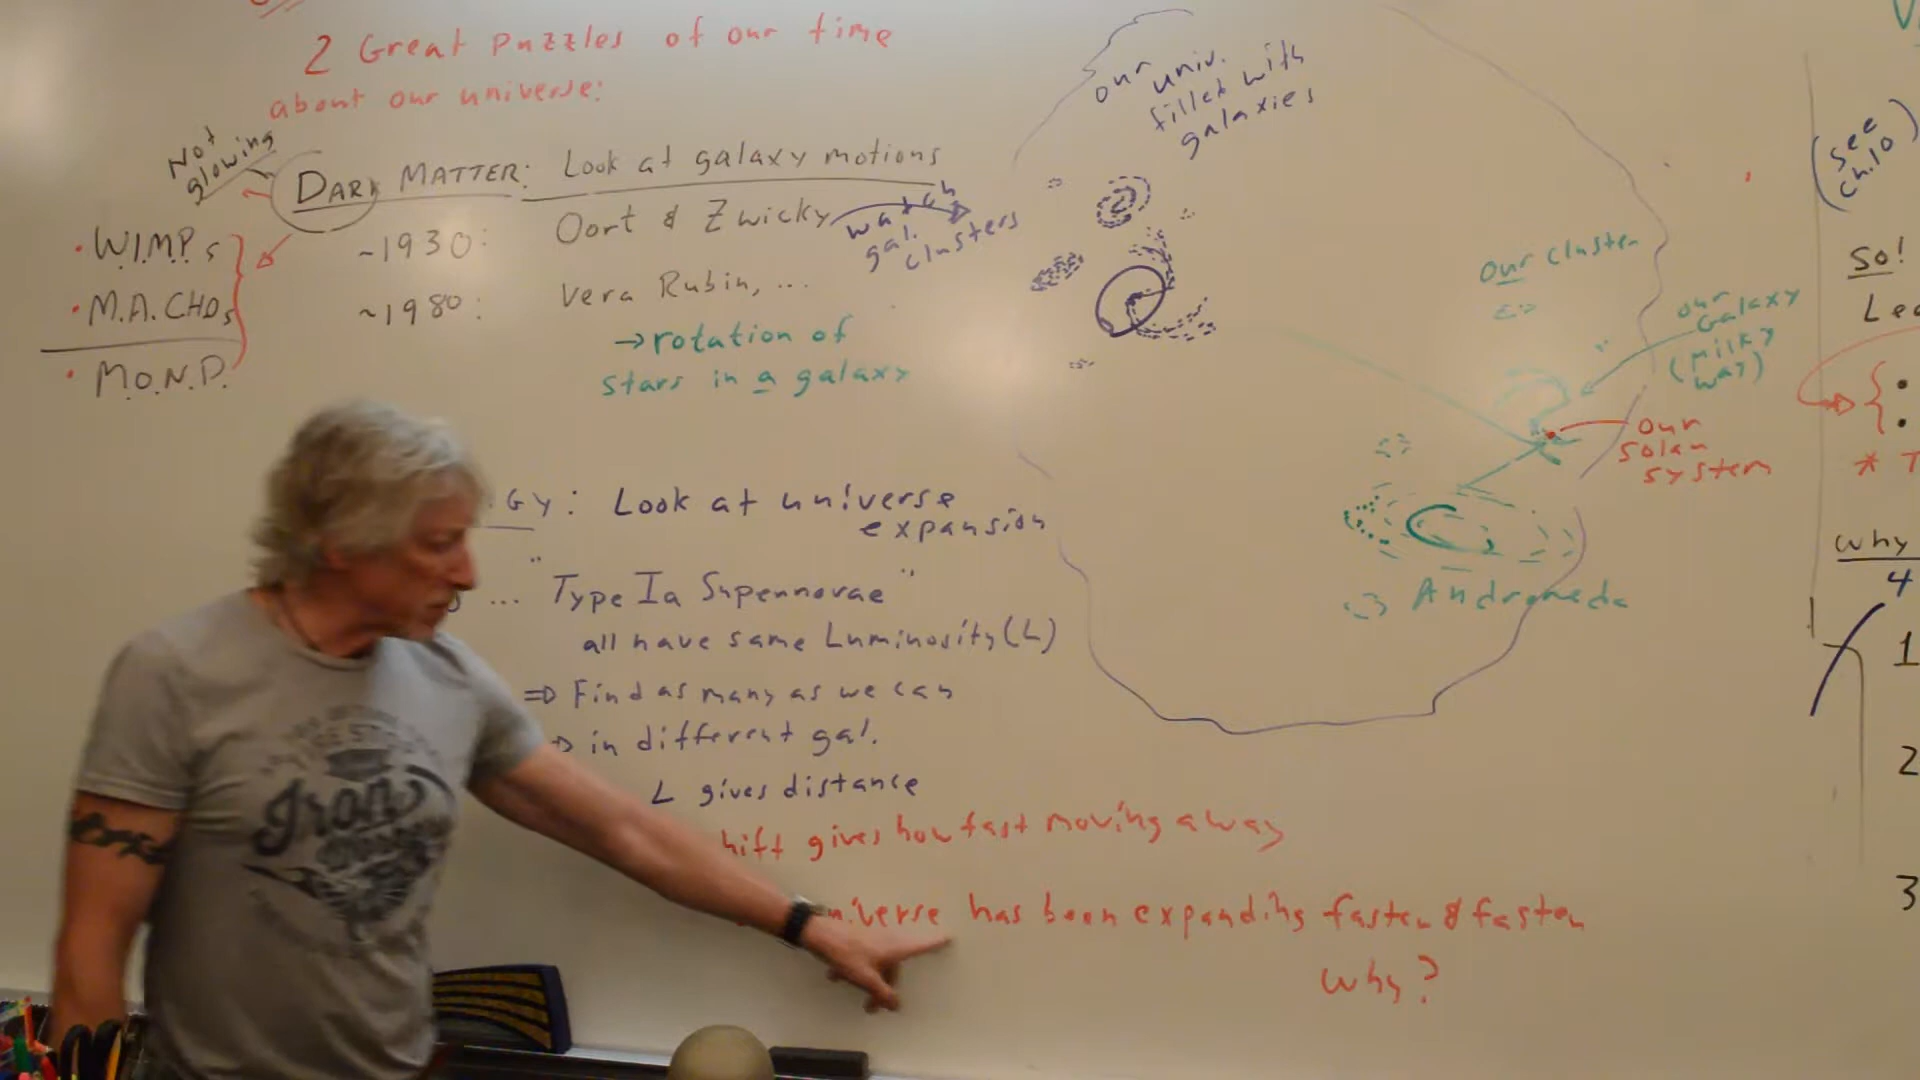 2 Great puzzles of our time
about our universe:
Not
glowing
DARK MATTER: Look at galaxy motions
~1930: Oort & Zwicky
watch
gal.
clusters
~1980: Vera Rubin, ...
→ rotation of
stars in a galaxy
• W.I.M.P.s
• M.A.CHOs
• M.O.N.D.
GY: Look at universe
expansion
... "Type Ia Supernovae"
all have same Luminosity (L)
⇒ Find as many as we can
⇒ in different gal.
L gives distance
hift gives how fast moving away
niverse has been expanding faster & faster
Why?
our univ.
filled with
galaxies
our cluster
our
Galaxy
(Milky
Way)
our
solar
system
Andromeda
(see
Ch.10)
So!
* T
Why
4
1
2
3
Iron